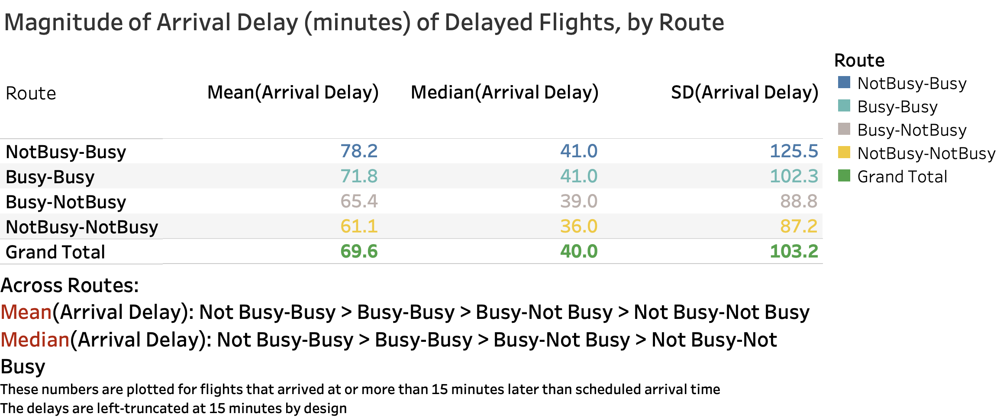 Magnitude of Arrival Delay (minutes) of Delayed Flights, by Route
Route Mean(Arrival Delay) Median(Arrival Delay) SD(Arrival Delay)
NotBusy-Busy 78.2 41.0 125.5
Busy-Busy 71.8 41.0 102.3
Busy-NotBusy 65.4 39.0 88.8
NotBusy-NotBusy 61.1 36.0 87.2
Grand Total 69.6 40.0 103.2
Route
NotBusy-Busy
Busy-Busy
Busy-NotBusy
NotBusy-NotBusy
Grand Total
Across Routes:
Mean(Arrival Delay): Not Busy-Busy > Busy-Busy > Busy-Not Busy > Not Busy-Not Busy
Median(Arrival Delay): Not Busy-Busy > Busy-Busy > Busy-Not Busy > Not Busy-Not
Busy
These numbers are plotted for flights that arrived at or more than 15 minutes later than scheduled arrival time
The delays are left-truncated at 15 minutes by design